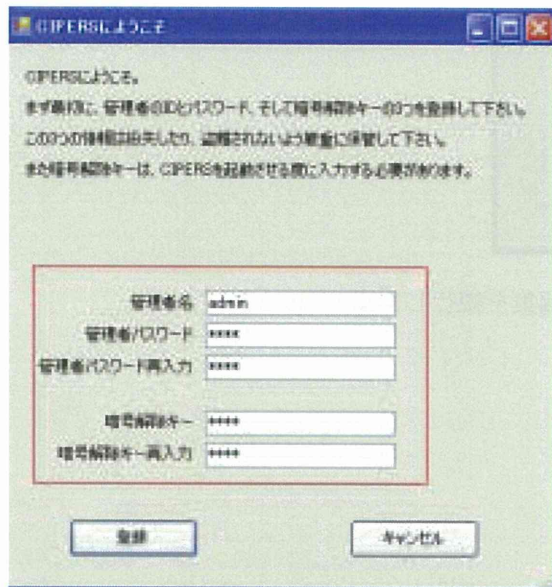 CIPERSにようこそ
CIPERSにようこそ。
まず最初に、管理者のIDとパスワード、そして暗号解除キーの3つを登録して下さい。
この3つの情報は紛失したり、盗難されないよう厳重に保管して下さい。
また暗号解除キーは、CIPERSを起動させる度に入力する必要があります。
管理者名 admin
管理者パスワード ****
管理者パスワード再入力 ****
暗号解除キー ****
暗号解除キー再入力 ****
登録 キャンセル